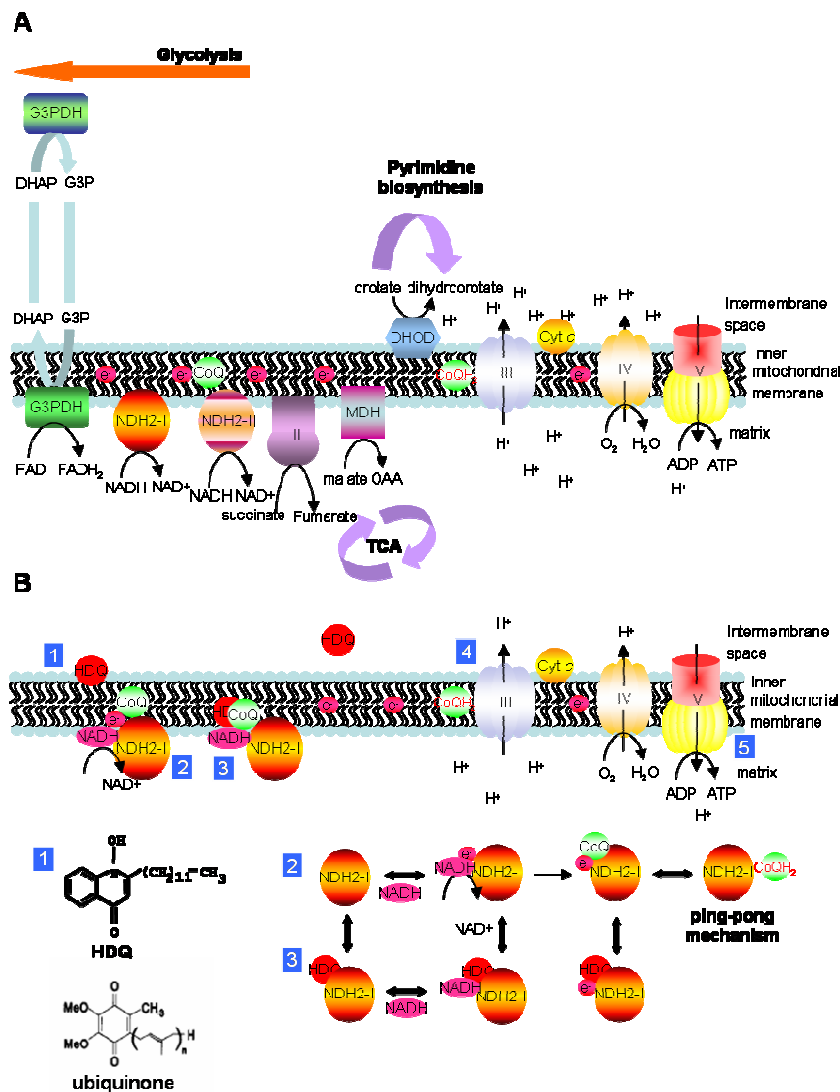 A
Glycolysis
G3PDH
DHAP G3P
Pyrimidine
biosynthesis
orotate dihydroorotate
DHAP G3P
H+
H+
H+
H+
H+
H+
H+
H+
H+
Intermembrane
space
DHOD
Cyt c
e-
e-
CoQ
e-
e-
CoQH2
III
e-
IV
V
inner
mitochondrial
membrane
G3PDH
NDH2-I
NDH2-II
II
MDH
matrix
FAD FADH2
NADH NAD+
NADH NAD+
succinate Fumerate
malate OAA
H+
H+
H+
H+
H+
H+
O2 H2O
ADP ATP
H+
TCA
B
1
HDQ
HDQ
4
H+
H+
Intermembrane
space
Cyt c
CoQ
e-
NADH
NDH2-I
2
NAD+
HD
CoQ
NADH
NDH2-I
3
e-
e-
CoQH2
III
e-
IV
V
inner
mitochondrial
membrane
5
matrix
H+
H+
H+
O2 H2O
ADP ATP
H+
1
OH
(CH2)11-CH3
O
HDQ
O
MeO
CH3
MeO
H
n
O
ubiquinone
2
NDH2-I
NADH
e-
NADH
NDH2-I
NAD+
CoQ
e-
NDH2-I
NDH2-I
CoQH2
ping-pong
mechanism
3
HDQ
NDH2-I
NADH
HDQ
NADH
NDH2-I
HDQ
e-
NDH2-I